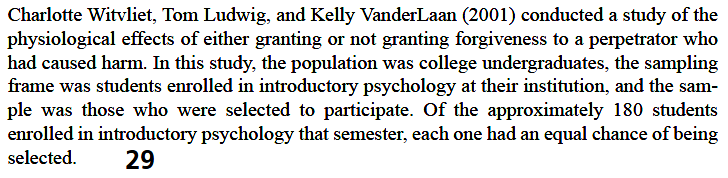 Charlotte Witvliet, Tom Ludwig, and Kelly VanderLaan (2001) conducted a study of the
physiological effects of either granting or not granting forgiveness to a perpetrator who
had caused harm. In this study, the population was college undergraduates, the sampling
frame was students enrolled in introductory psychology at their institution, and the sam-
ple was those who were selected to participate. Of the approximately 180 students
enrolled in introductory psychology that semester, each one had an equal chance of being
selected. 29